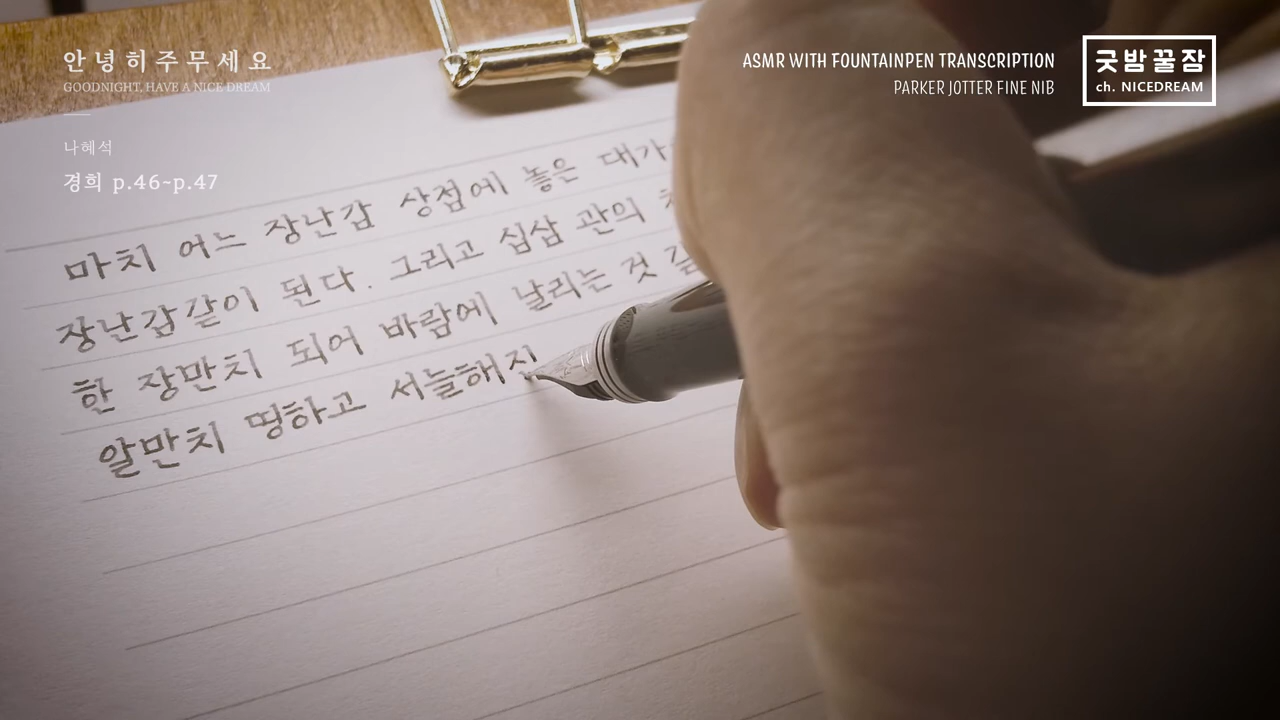 안녕히주무세요
GOODNIGHT, HAVE A NICE DREAM
나혜석
경희 p.46~p.47
ASMR WITH FOUNTAINPEN TRANSCRIPTION
PARKER JOTTER FINE NIB
굿밤꿀잠
ch. NICEDREAM
마치 어느 장난감 상점에 놓은 대가
장난감같이 된다. 그리고 십삼 관의
한 장만치 되어 바람에 날리는 것 같
알만치 띵하고 서늘해진